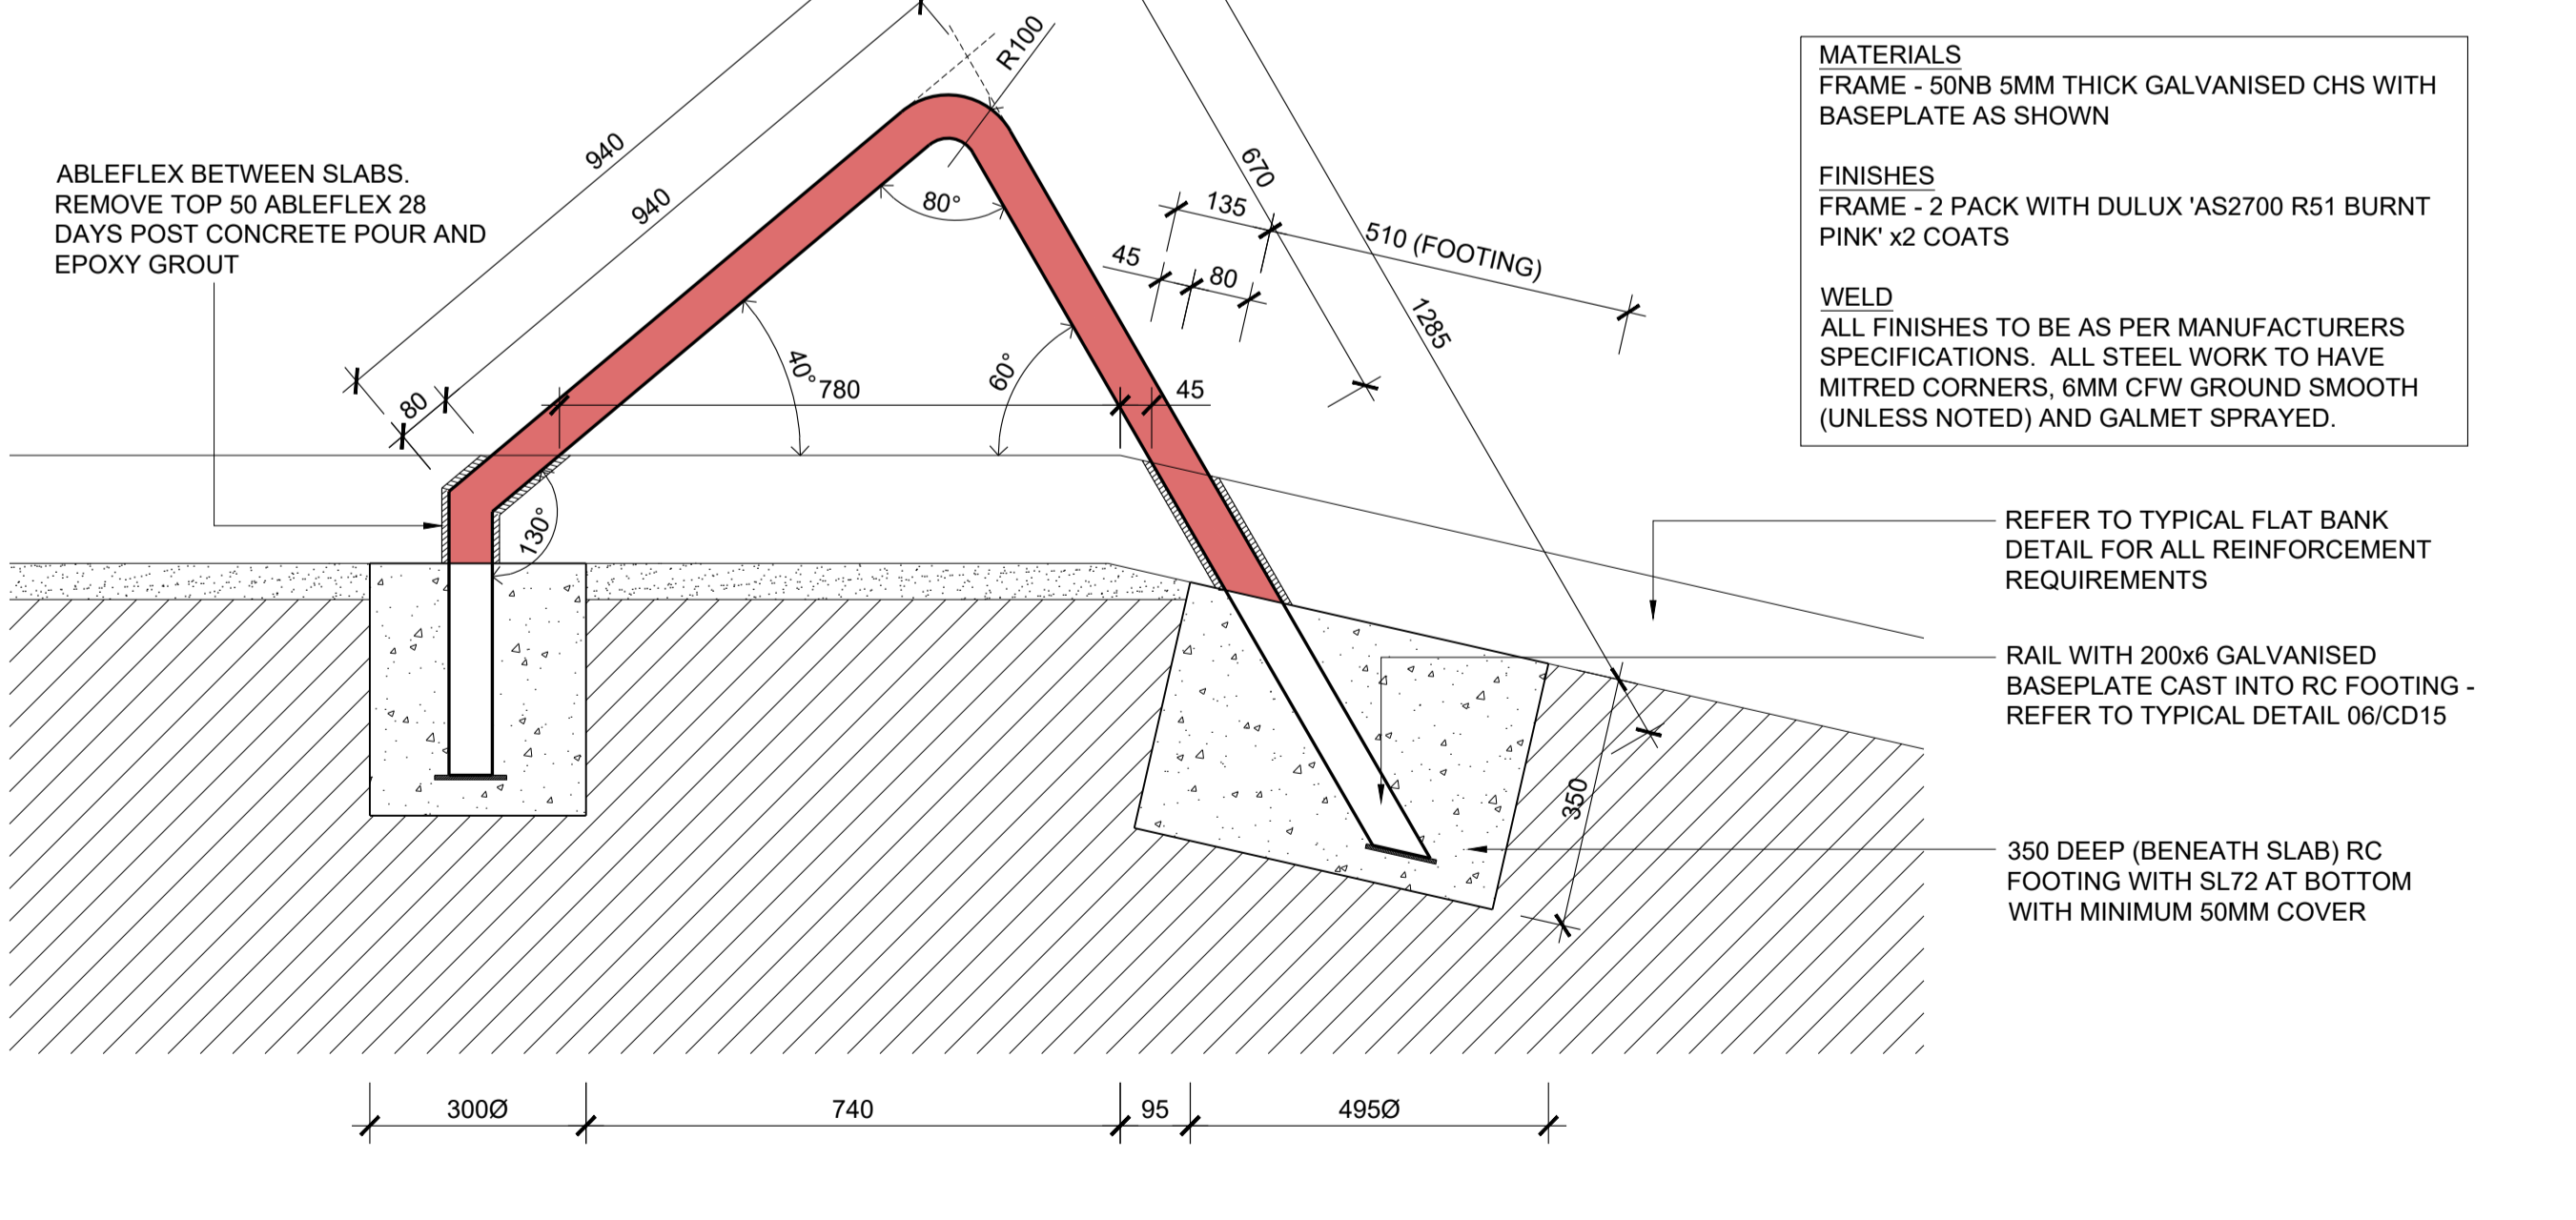 940
940
R100
ABLEFLEX BETWEEN SLABS.
REMOVE TOP 50 ABLEFLEX 28
DAYS POST CONCRETE POUR AND
EPOXY GROUT
80°
80
40°
780
60°
45
130°
670
135
45
80
510 (FOOTING)
1285
350
MATERIALS
FRAME - 50NB 5MM THICK GALVANISED CHS WITH
BASEPLATE AS SHOWN
FINISHES
FRAME - 2 PACK WITH DULUX 'AS2700 R51 BURNT
PINK' x2 COATS
WELD
ALL FINISHES TO BE AS PER MANUFACTURERS
SPECIFICATIONS.  ALL STEEL WORK TO HAVE
MITRED CORNERS, 6MM CFW GROUND SMOOTH
(UNLESS NOTED) AND GALMET SPRAYED.
REFER TO TYPICAL FLAT BANK
DETAIL FOR ALL REINFORCEMENT
REQUIREMENTS
RAIL WITH 200x6 GALVANISED
BASEPLATE CAST INTO RC FOOTING -
REFER TO TYPICAL DETAIL 06/CD15
350 DEEP (BENEATH SLAB) RC
FOOTING WITH SL72 AT BOTTOM
WITH MINIMUM 50MM COVER
300Ø
740
95
495Ø